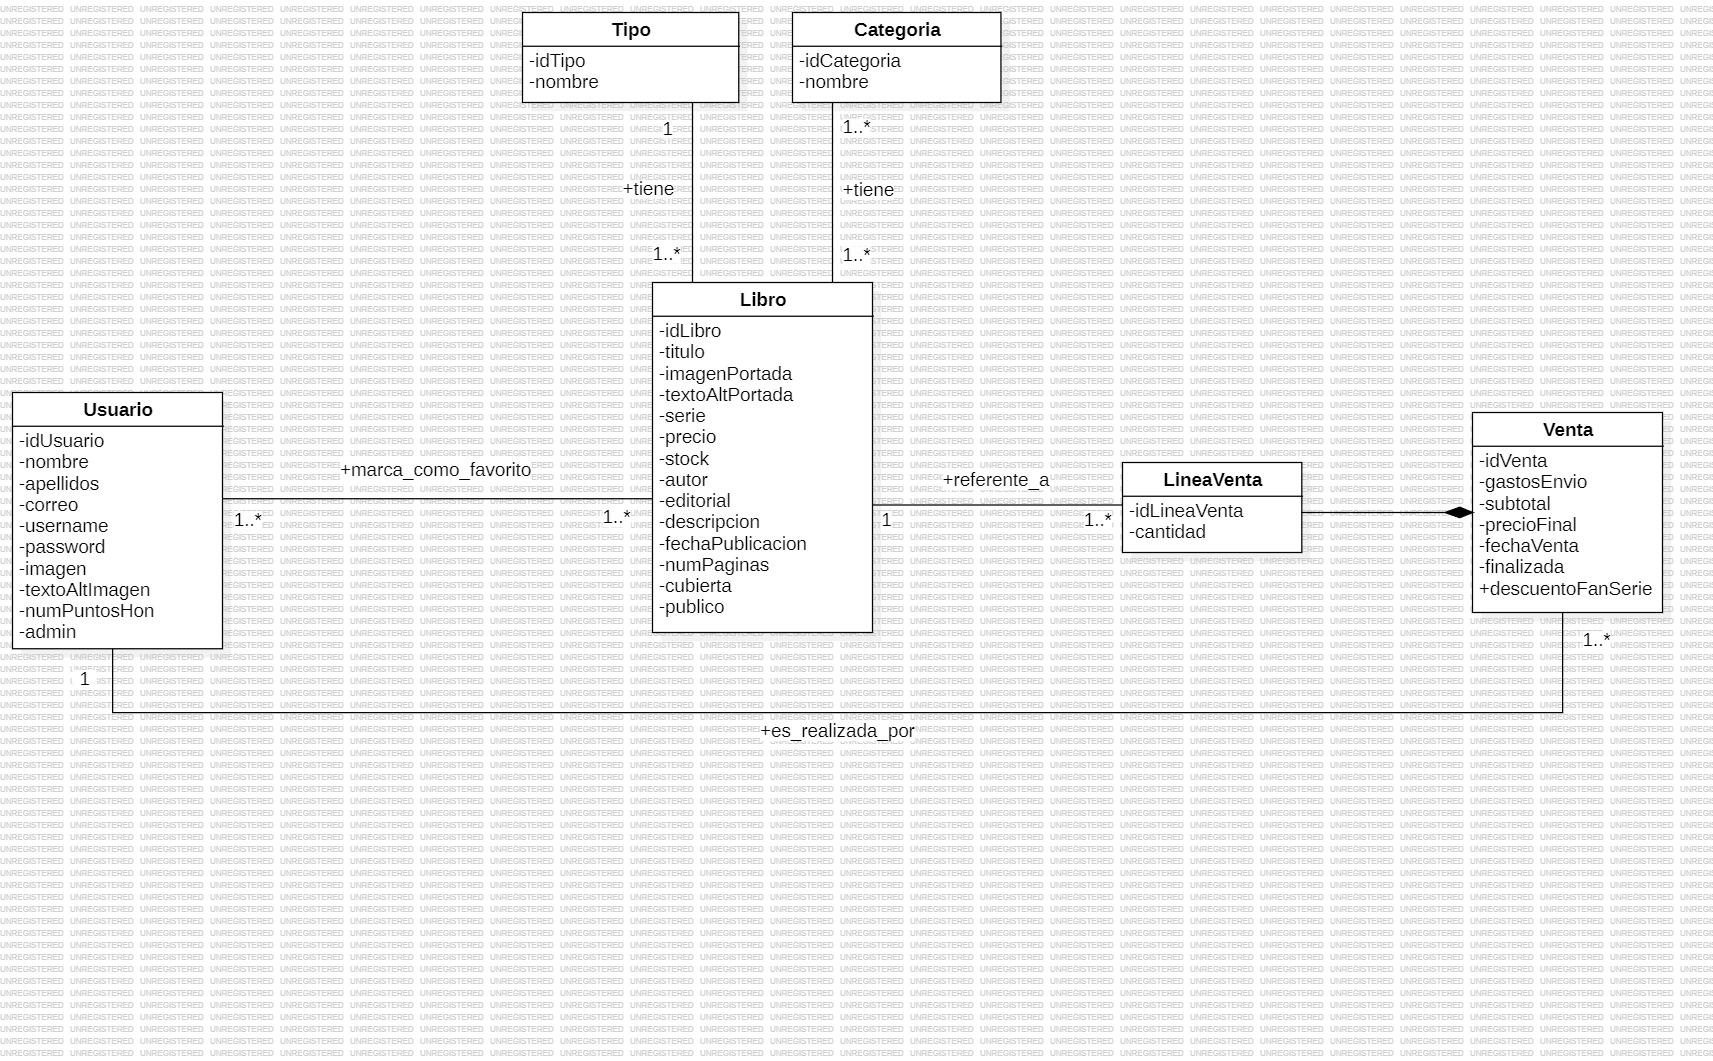 Tipo
-idTipo
-nombre
Categoria
-idCategoria
-nombre
1
1..*
+tiene
+tiene
1..*
1..*
Libro
-idLibro
-titulo
-imagenPortada
-textoAltPortada
-serie
-precio
-stock
-autor
-editorial
-descripcion
-fechaPublicacion
-numPaginas
-cubierta
-publico
Usuario
-idUsuario
-nombre
-apellidos
-correo
-username
-password
-imagen
-textoAltImagen
-numPuntosHon
-admin
+marca_como_favorito
1..*
1..*
+referente_a
1
1..*
LineaVenta
-idLineaVenta
-cantidad
Venta
-idVenta
-gastosEnvio
-subtotal
-precioFinal
-fechaVenta
-finalizada
+descuentoFanSerie
1
1..*
+es_realizada_por
UNREGISTERED